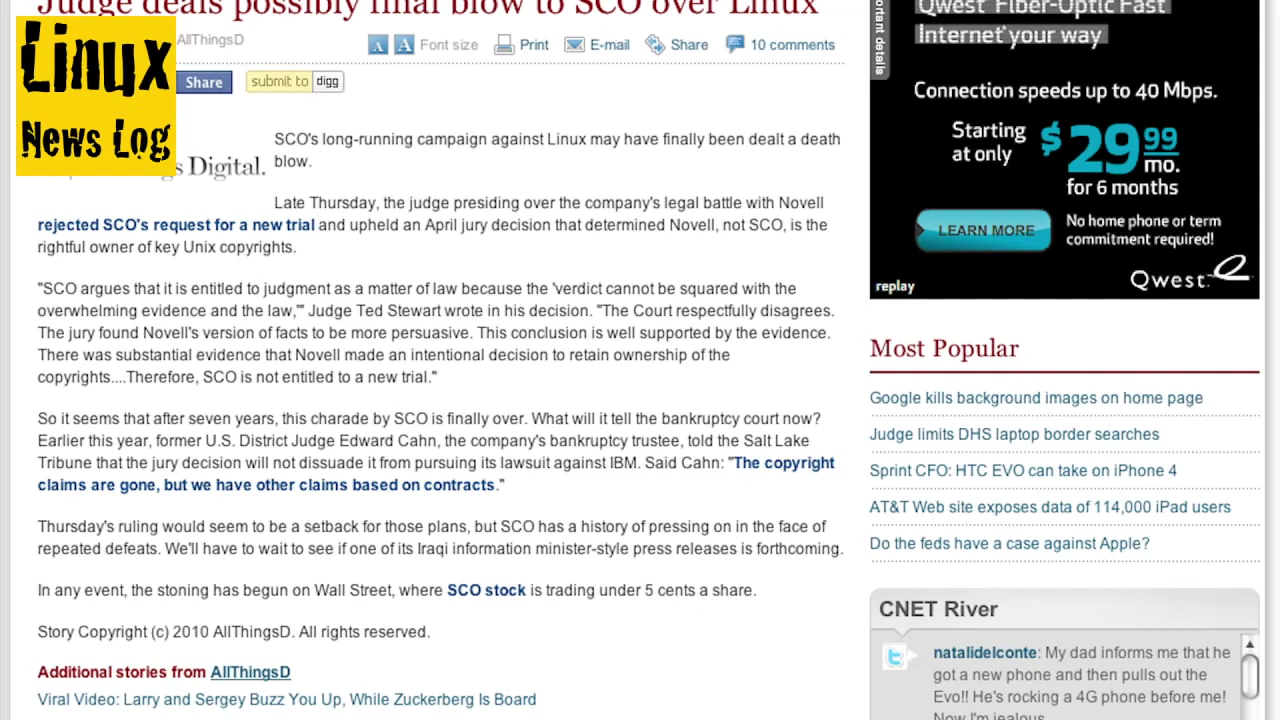 Judge deals possibly final blow to SCO over Linux
AllThingsD
Font size
Print
E-mail
Share
10 comments
Linux
News Log
Share
submit to digg
s Digital.
SCO's long-running campaign against Linux may have finally been dealt a death
blow.
Late Thursday, the judge presiding over the company's legal battle with Novell
rejected SCO's request for a new trial and upheld an April jury decision that determined Novell, not SCO, is the
rightful owner of key Unix copyrights.
"SCO argues that it is entitled to judgment as a matter of law because the 'verdict cannot be squared with the
overwhelming evidence and the law,'" Judge Ted Stewart wrote in his decision. "The Court respectfully disagrees.
The jury found Novell's version of facts to be more persuasive. This conclusion is well supported by the evidence.
There was substantial evidence that Novell made an intentional decision to retain ownership of the
copyrights....Therefore, SCO is not entitled to a new trial."
So it seems that after seven years, this charade by SCO is finally over. What will it tell the bankruptcy court now?
Earlier this year, former U.S. District Judge Edward Cahn, the company's bankruptcy trustee, told the Salt Lake
Tribune that the jury decision will not dissuade it from pursuing its lawsuit against IBM. Said Cahn: "The copyright
claims are gone, but we have other claims based on contracts."
Thursday's ruling would seem to be a setback for those plans, but SCO has a history of pressing on in the face of
repeated defeats. We'll have to wait to see if one of its Iraqi information minister-style press releases is forthcoming.
In any event, the stoning has begun on Wall Street, where SCO stock is trading under 5 cents a share.
Story Copyright (c) 2010 AllThingsD. All rights reserved.
Additional stories from AllThingsD
Viral Video: Larry and Sergey Buzz You Up, While Zuckerberg Is Board
portant details
Qwest Fiber-Optic Fast
Internet your way
Connection speeds up to 40 Mbps.
Starting
at only
$29.99
mo.
for 6 months
LEARN MORE
No home phone or term
commitment required!
replay
Qwest.
Most Popular
Google kills background images on home page
Judge limits DHS laptop border searches
Sprint CFO: HTC EVO can take on iPhone 4
AT&T Web site exposes data of 114,000 iPad users
Do the feds have a case against Apple?
CNET River
natalidelconte: My dad informs me that he
got a new phone and then pulls out the
Evo!! He's rocking a 4G phone before me!
Now I'm jealous